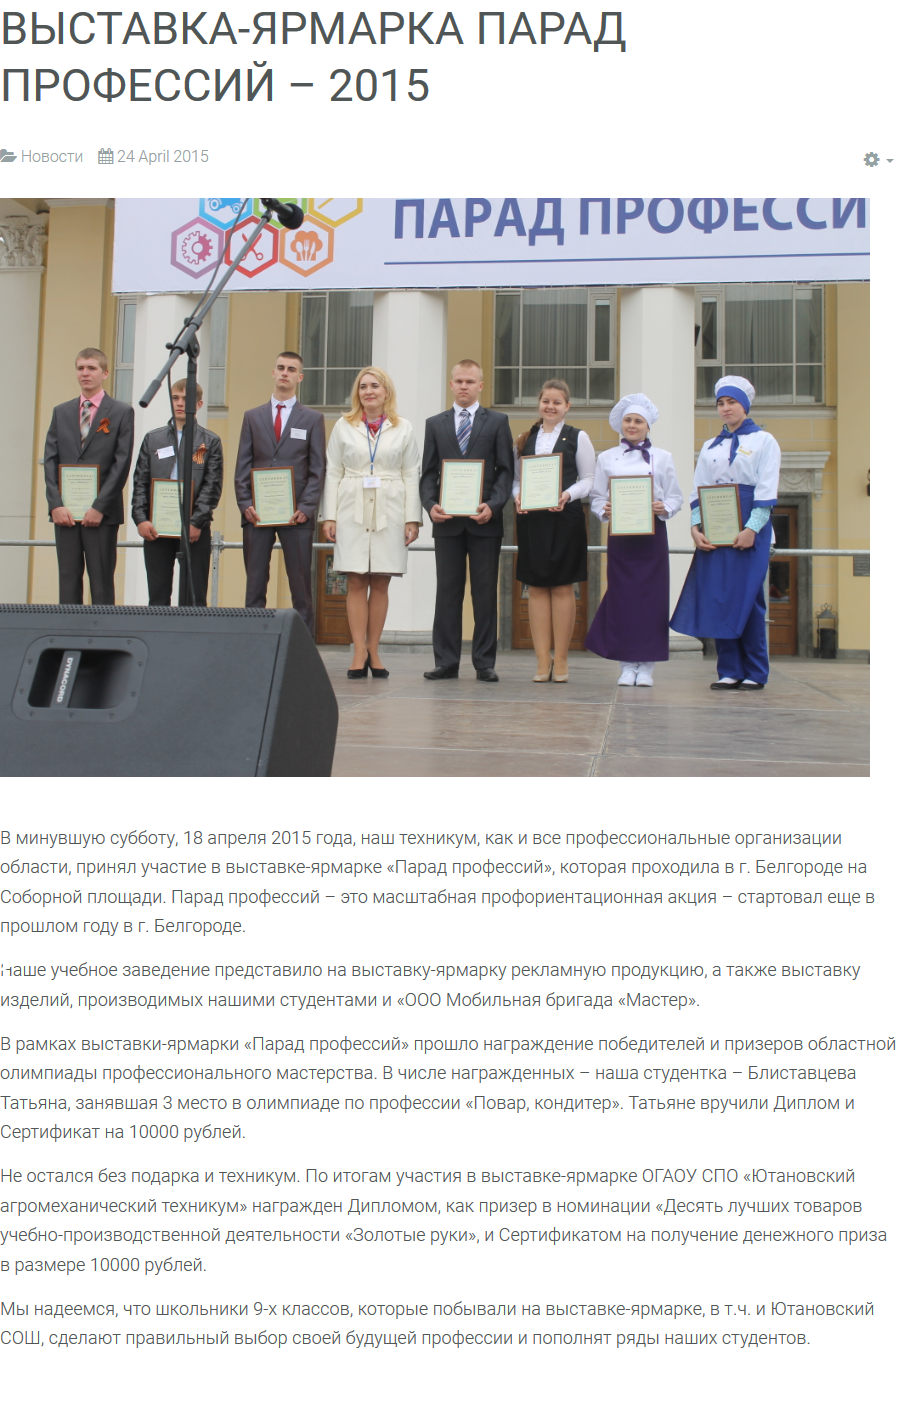 ВЫСТАВКА-ЯРМАРКА ПАРАД
ПРОФЕССИЙ – 2015
Новости 24 April 2015
ПАРАД ПРОФЕССИ
DYNACORD
В минувшую субботу, 18 апреля 2015 года, наш техникум, как и все профессиональные организации
области, принял участие в выставке-ярмарке «Парад профессий», которая проходила в г. Белгороде на
Соборной площади. Парад профессий – это масштабная профориентационная акция – стартовал еще в
прошлом году в г. Белгороде.
Наше учебное заведение представило на выставку-ярмарку рекламную продукцию, а также выставку
изделий, производимых нашими студентами и «ООО Мобильная бригада «Мастер».
В рамках выставки-ярмарки «Парад профессий» прошло награждение победителей и призеров областной
олимпиады профессионального мастерства. В числе награжденных – наша студентка – Блиставцева
Татьяна, занявшая 3 место в олимпиаде по профессии «Повар, кондитер». Татьяне вручили Диплом и
Сертификат на 10000 рублей.
Не остался без подарка и техникум. По итогам участия в выставке-ярмарке ОГАОУ СПО «Ютановский
агромеханический техникум» награжден Дипломом, как призер в номинации «Десять лучших товаров
учебно-производственной деятельности «Золотые руки», и Сертификатом на получение денежного приза
в размере 10000 рублей.
Мы надеемся, что школьники 9-х классов, которые побывали на выставке-ярмарке, в т.ч. и Ютановский
СОШ, сделают правильный выбор своей будущей профессии и пополнят ряды наших студентов.